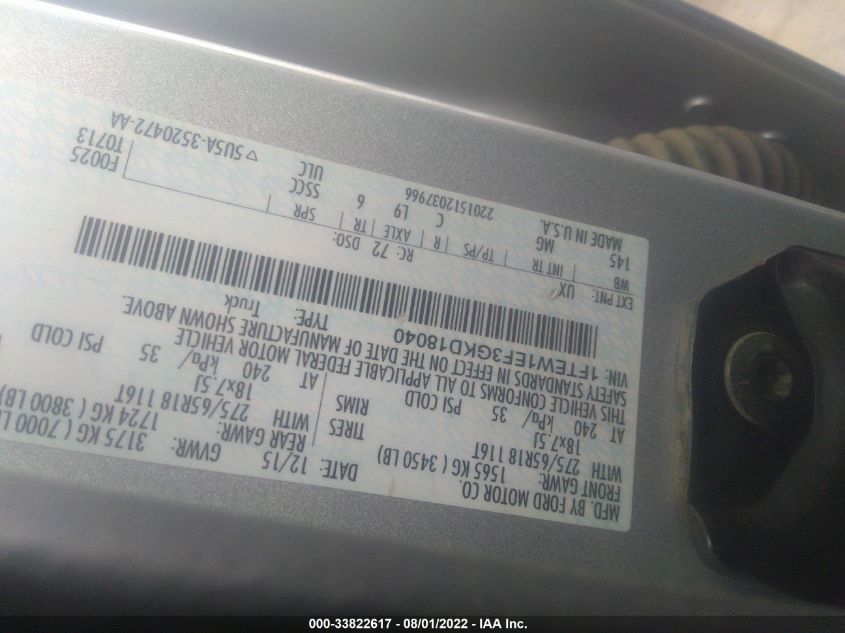 MFD. BY FORD MOTOR CO.
DATE: 12/15
GVWR: 3175 KG ( 7000 L
FRONT GAWR: 1565 KG ( 3450 LB)
REAR GAWR: 1724 KG ( 3800 LB)
WITH 275/65R18 116T
TIRES
WITH 275/65R18 116T
18x7.5J
RIMS
18x7.5J
AT 240 kPa/ 35 PSI COLD
AT 240 kPa/ 35 PSI COLD
THIS VEHICLE CONFORMS TO ALL APPLICABLE FEDERAL MOTOR VEHICLE
SAFETY STANDARDS IN EFFECT ON THE DATE OF MANUFACTURE SHOWN ABOVE.
VIN: 1FTEW1EF3GKD18040
TYPE: Truck
EXT PNT: UX
RC: 72 DSO:
WB INT TR TP/PS R AXLE TR SPR
145 MG C L9 6 SSCC
MADE IN U.S.A.
2201512037966
ULC
F0025
T0713
5U5A-3520472-AA
000-33822617 - 08/01/2022 - IAA Inc.